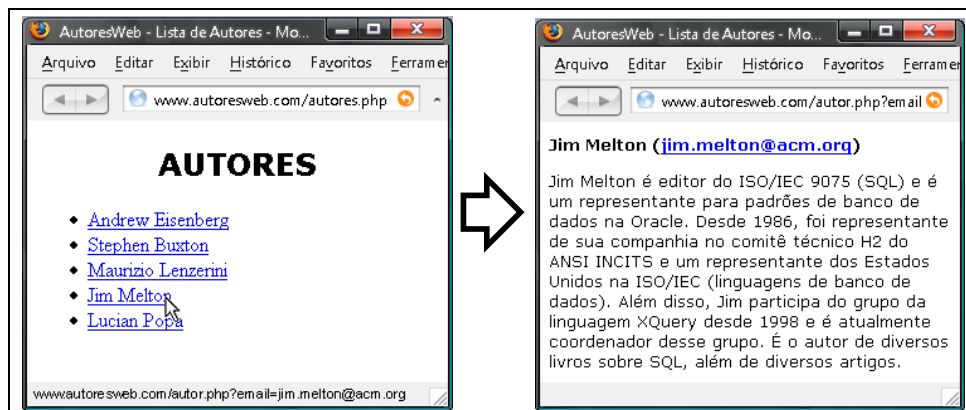 AutoresWeb - Lista de Autores - Mo...
Arquivo Editar Exibir Histórico Favoritos Ferramer
www.autoresweb.com/autores.php
AUTORES
Andrew Eisenberg
Stephen Buxton
Maurizio Lenzerini
Jim Melton
Lucian Popa
www.autoresweb.com/autor.php?email=jim.melton@acm.org
AutoresWeb - Lista de Autores - Mo...
Arquivo Editar Exibir Histórico Favoritos Ferramer
www.autoresweb.com/autor.php?email
Jim Melton (jim.melton@acm.org)
Jim Melton é editor do ISO/IEC 9075 (SQL) e é
um representante para padrões de banco de
dados na Oracle. Desde 1986, foi representante
de sua companhia no comitê técnico H2 do
ANSI INCITS e um representante dos Estados
Unidos na ISO/IEC (linguagens de banco de
dados). Além disso, Jim participa do grupo da
linguagem XQuery desde 1998 e é atualmente
coordenador desse grupo. É o autor de diversos
livros sobre SQL, além de diversos artigos.